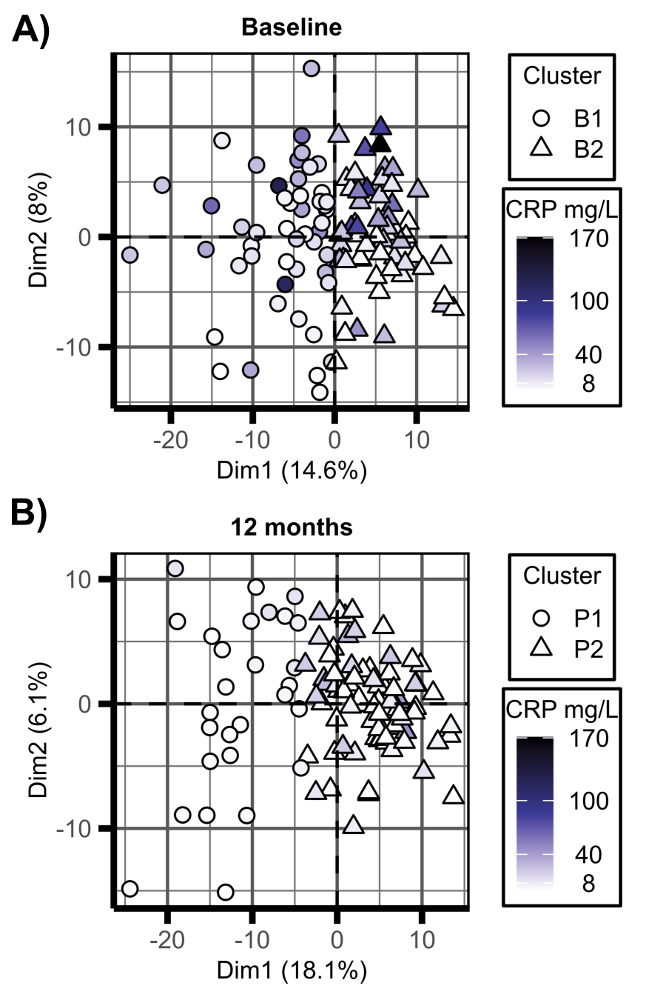 A)
Baseline
Cluster
B1
B2
CRP mg/L
170
100
40
8
Dim2 (8%)
10
0
-10
-20
-10
0
10
Dim1 (14.6%)
B)
12 months
Cluster
P1
P2
CRP mg/L
170
100
40
8
Dim2 (6.1%)
10
0
-10
-20
-10
0
10
Dim1 (18.1%)